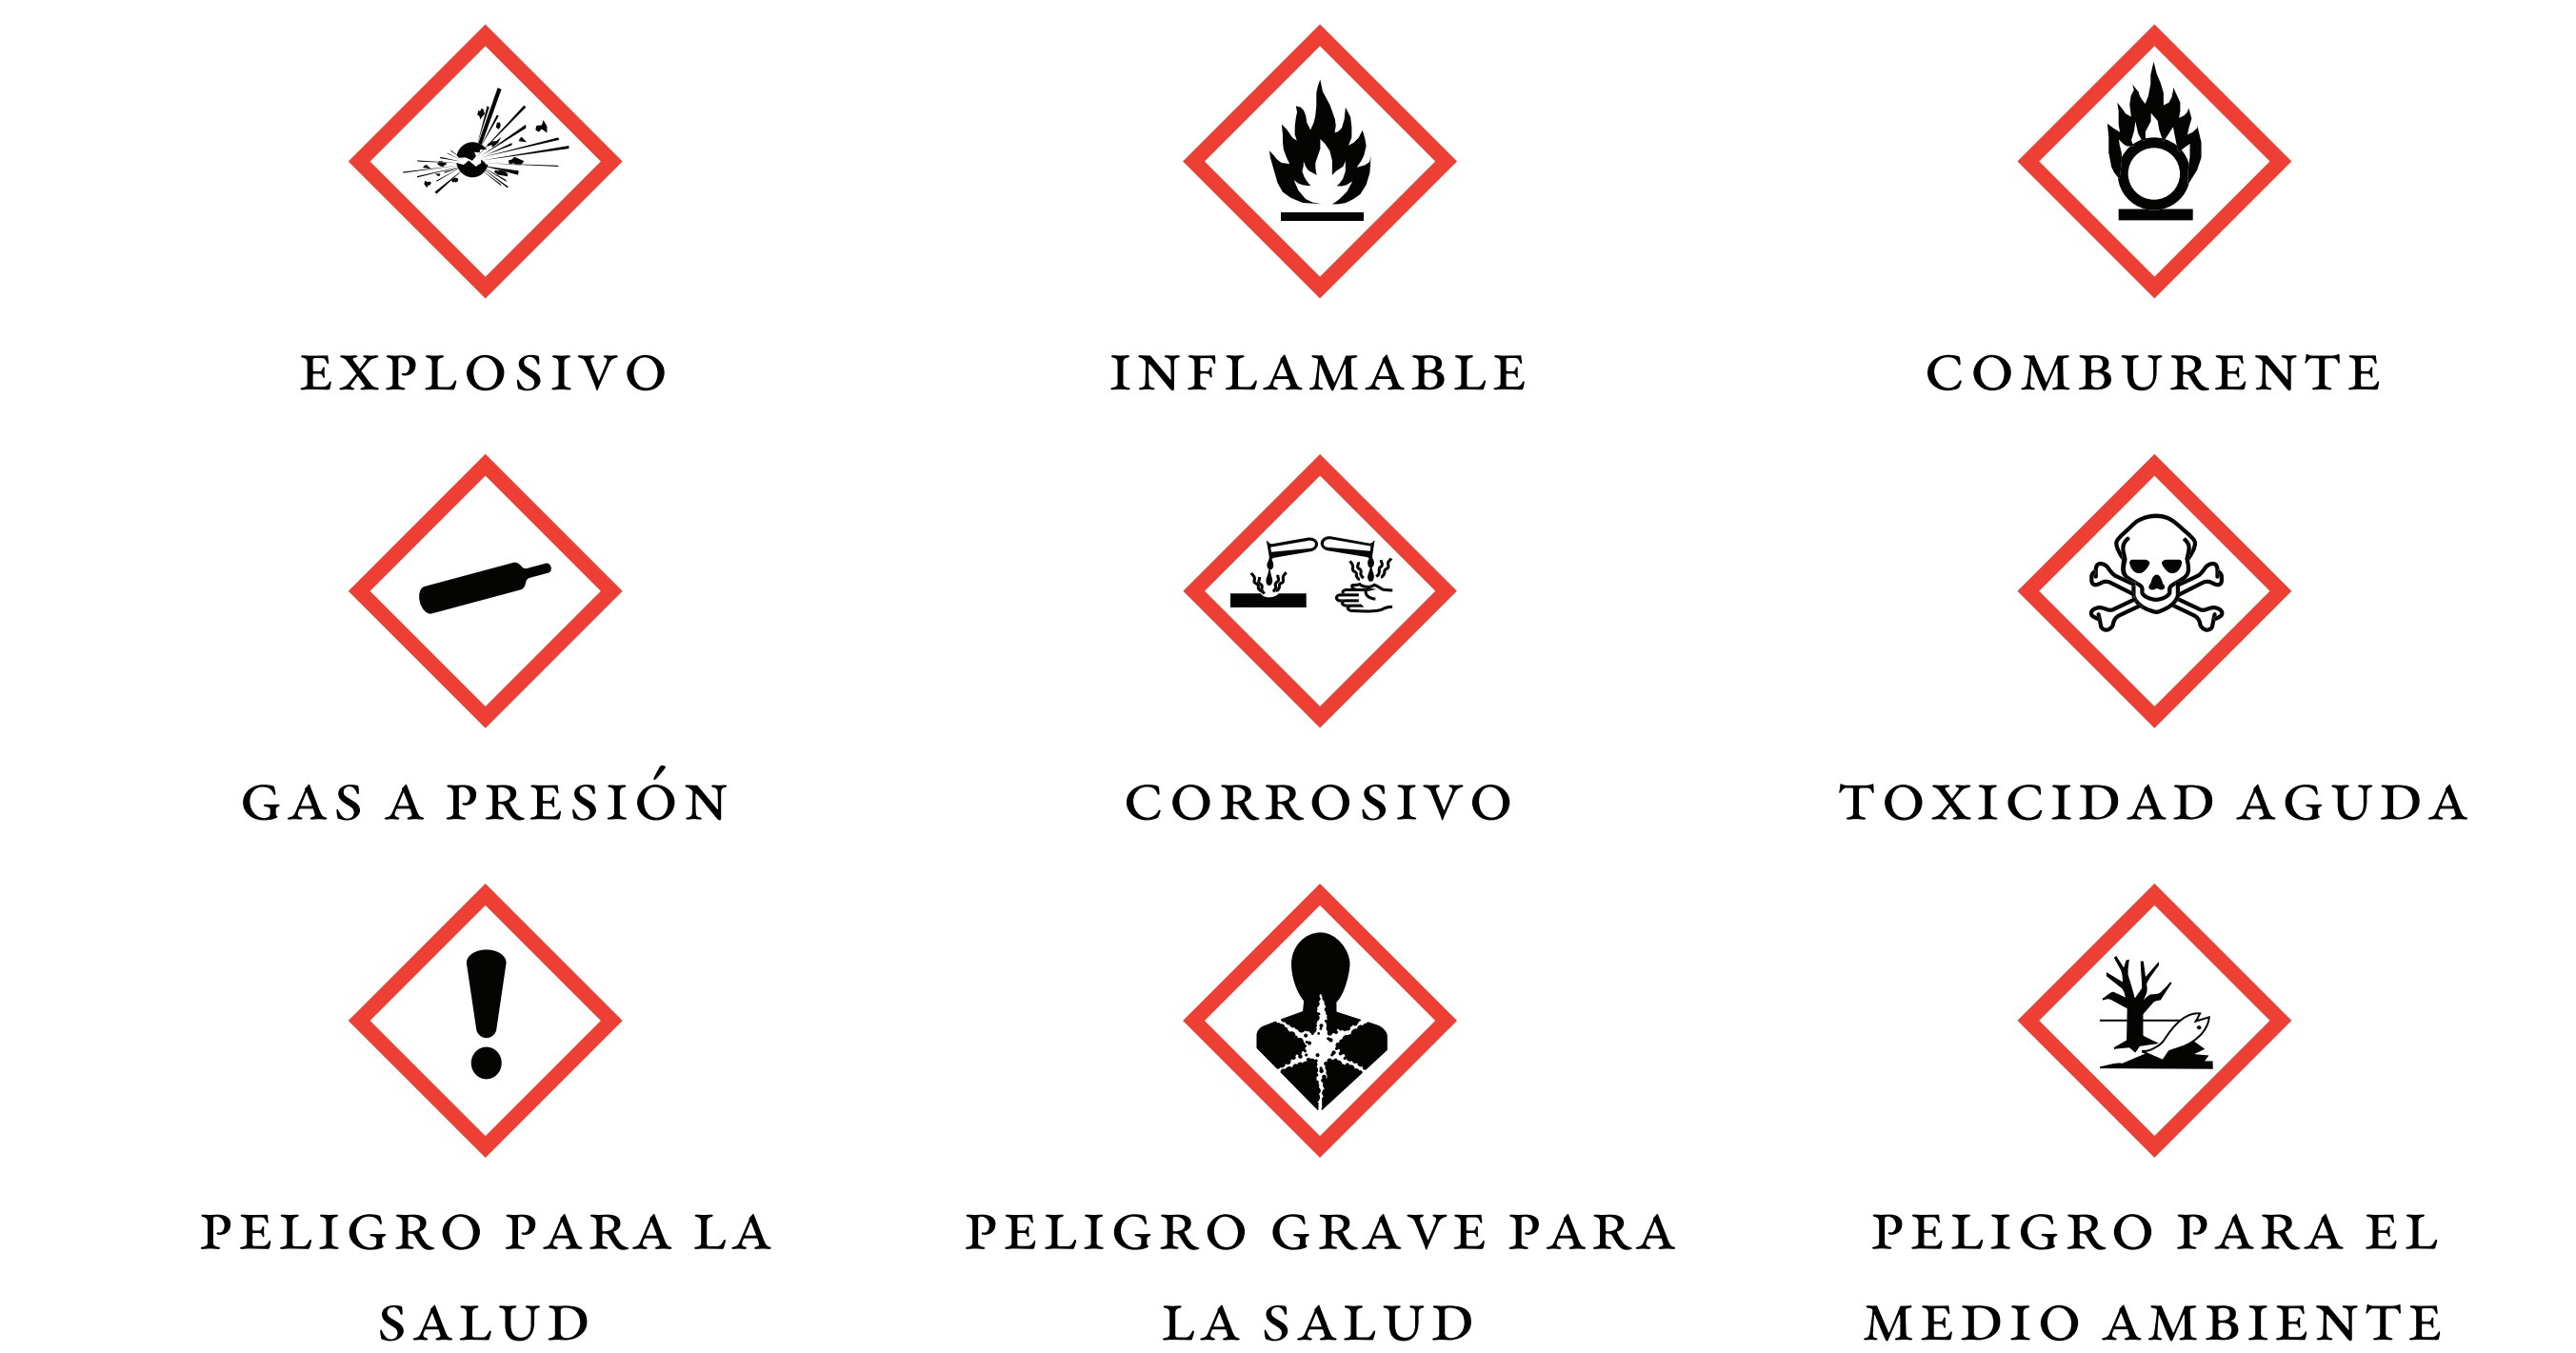 EXPLOSIVO
INFLAMABLE
COMBURENTE
GAS A PRESIÓN
CORROSIVO
TOXICIDAD AGUDA
PELIGRO PARA LA
SALUD
PELIGRO GRAVE PARA
LA SALUD
PELIGRO PARA EL
MEDIO AMBIENTE